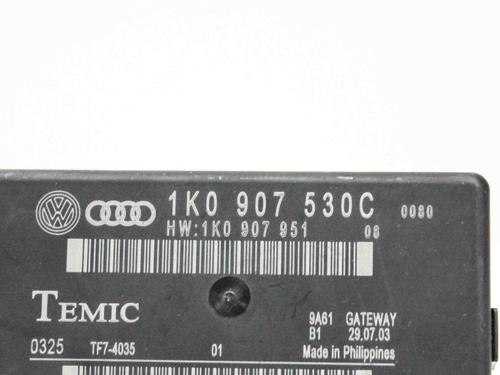 1K0 907 530C 0080
HW:1K0 907 951 08
TEMIC
9A61 GATEWAY
B1 29.07.03
0325 TF7-4035 01 Made in Philippines